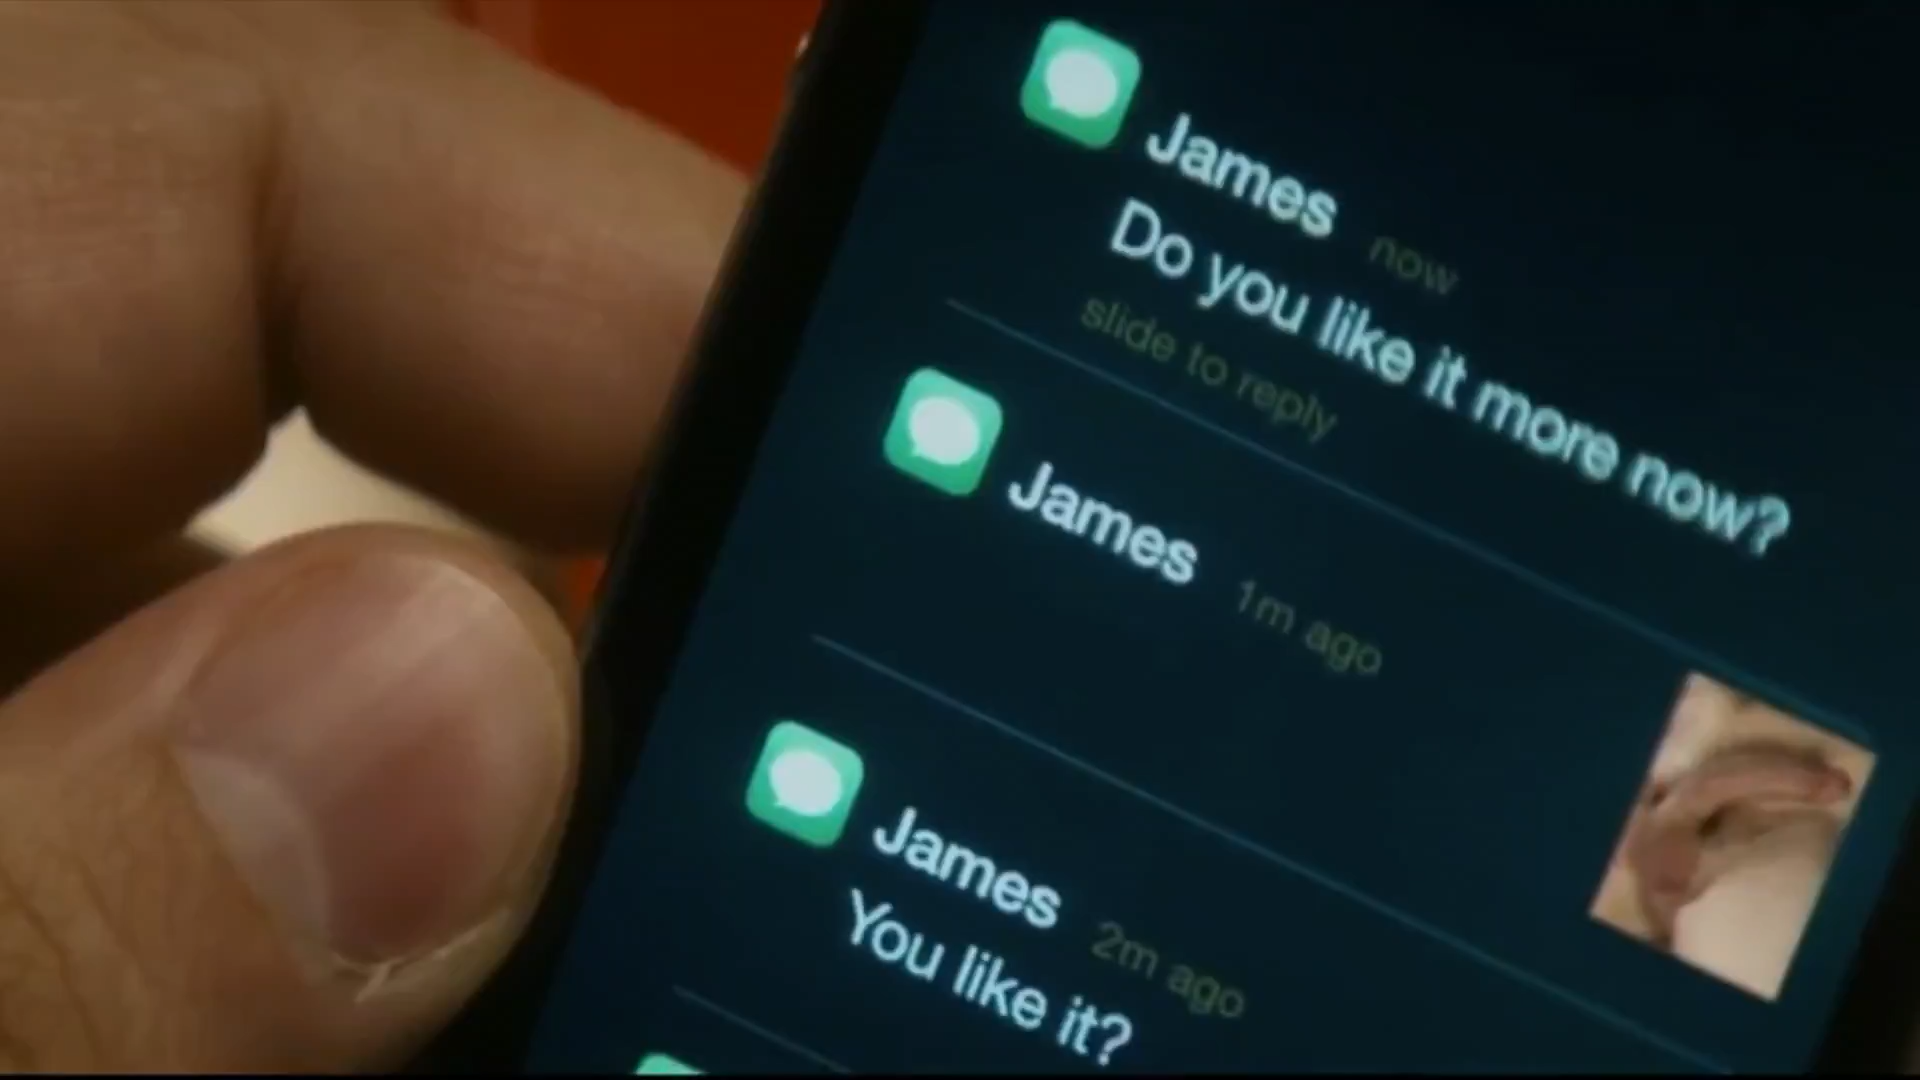 James now
Do you like it more now?
slide to reply
James 1m ago
James 2m ago
You like it?